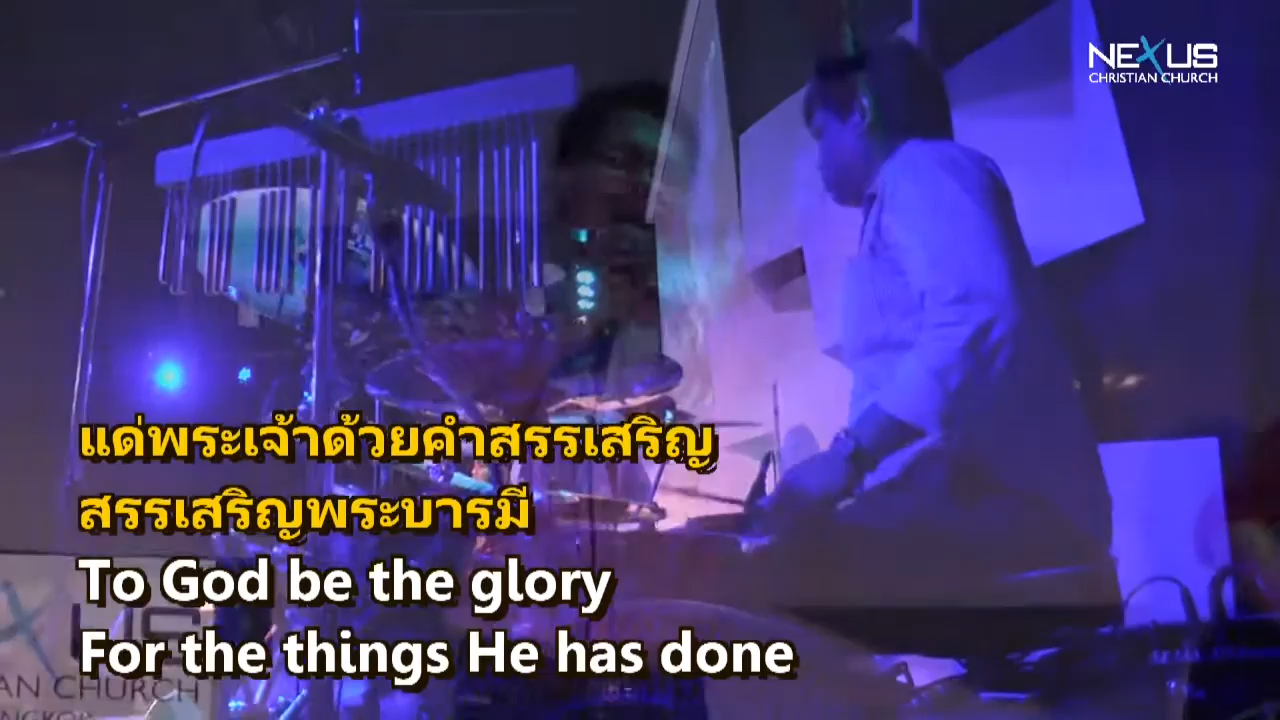 NEXUS
CHRISTIAN CHURCH
แด่พระเจ้าด้วยคำสรรเสริญ
สรรเสริญพระบารมี
To God be the glory
For the things He has done
CHURCH